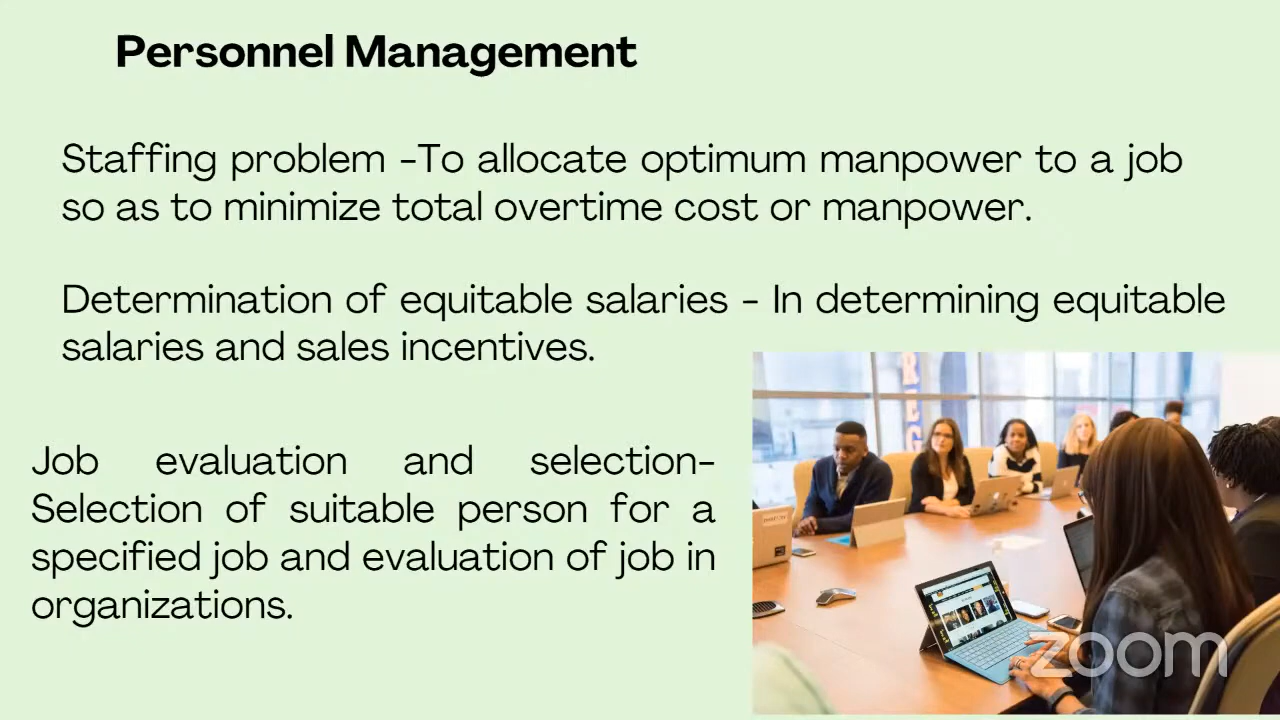 Personnel Management
Staffing problem -To allocate optimum manpower to a job
so as to minimize total overtime cost or manpower.
Determination of equitable salaries - In determining equitable
salaries and sales incentives.
Job evaluation and selection-
Selection of suitable person for a
specified job and evaluation of job in
organizations.
zoom